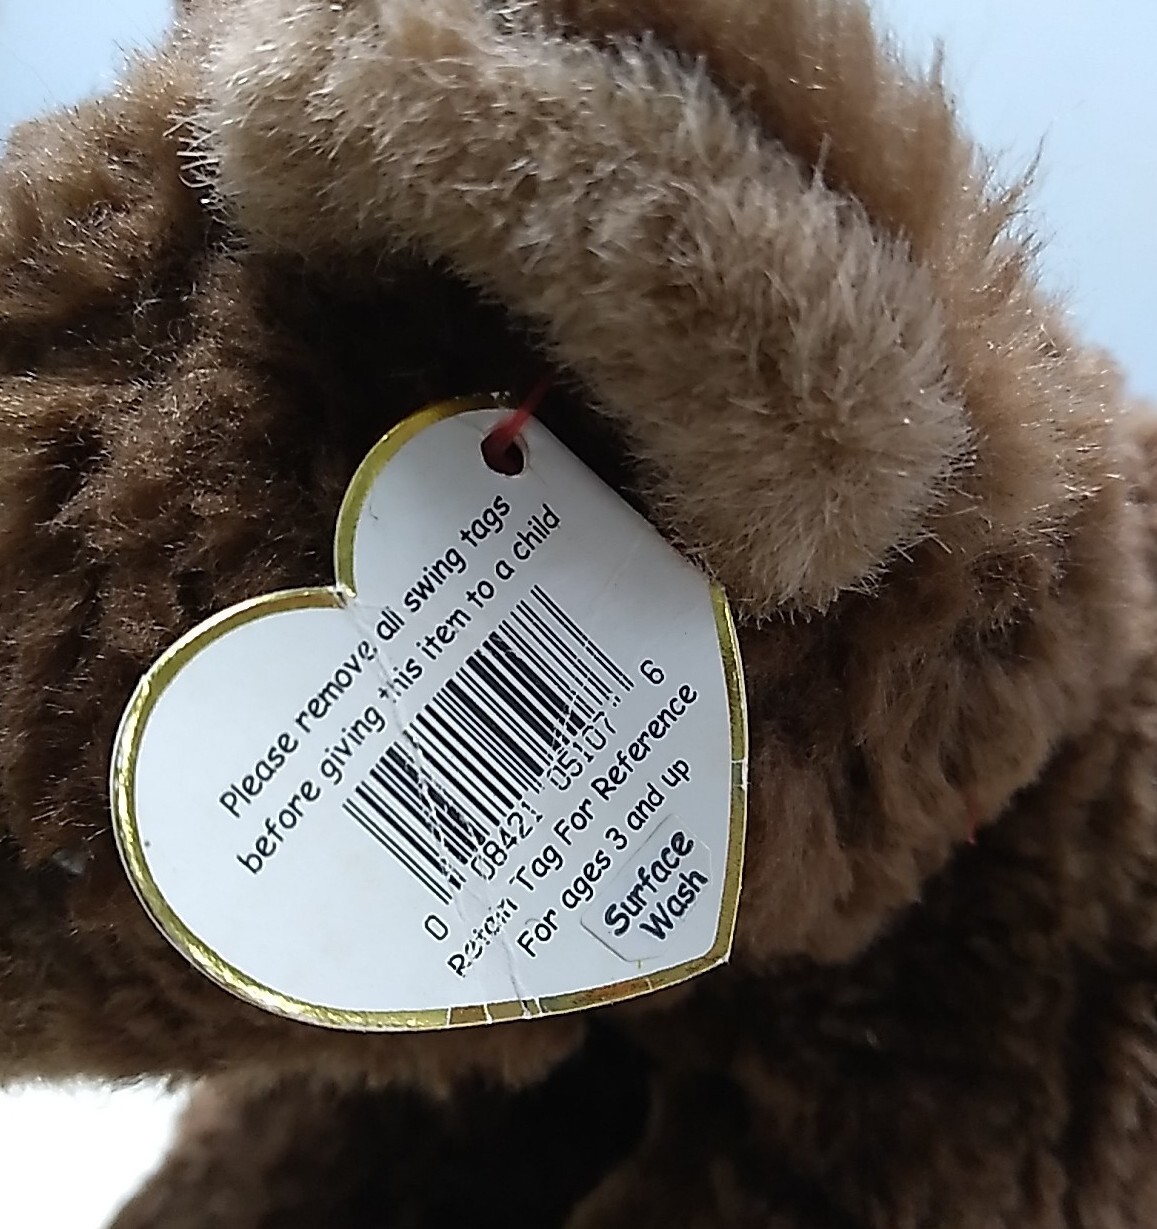 Please remove all swing tags
before giving this item to a child
0 08421 05107 6
Retain Tag For Reference
For ages 3 and up
Surface
Wash